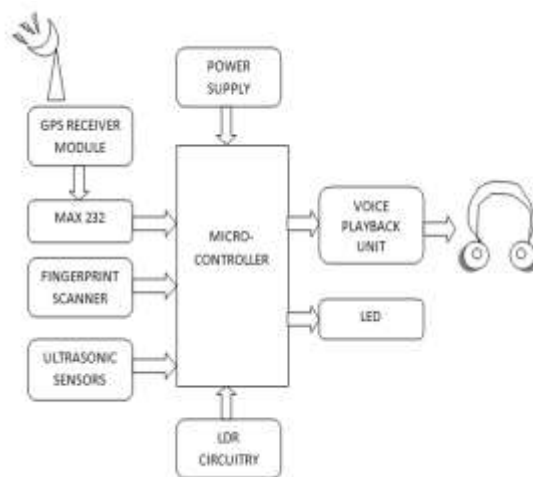 POWER
SUPPLY
GPS RECEIVER
MODULE
MAX 232
FINGERPRINT
SCANNER
ULTRASONIC
SENSORS
MICRO-
CONTROLLER
VOICE
PLAYBACK
UNIT
LED
LDR
CIRCUITRY